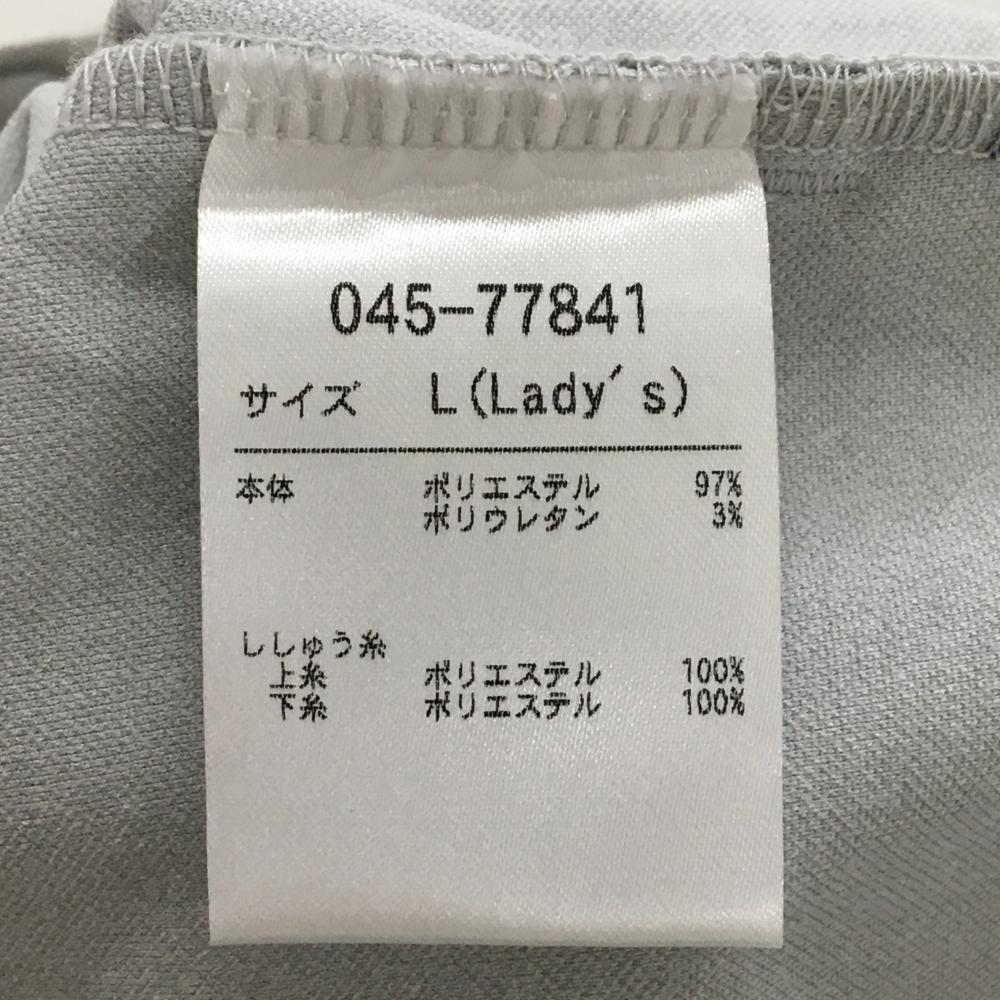 045-77841
サイズ L(Lady's)
本体 ポリエステル 97%
ポリウレタン 3%
ししゅう糸
上糸 ポリエステル 100%
下糸 ポリエステル 100%